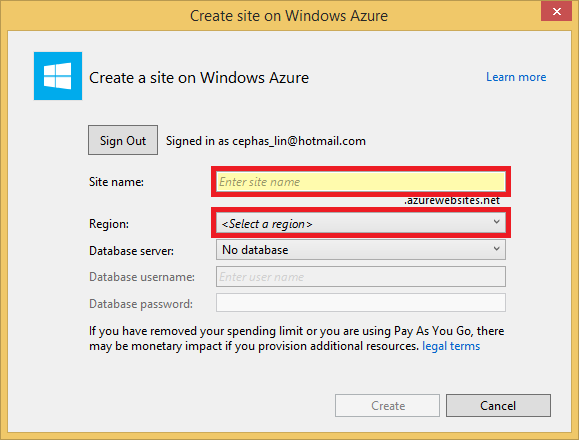 Create site on Windows Azure
Create a site on Windows Azure
Learn more
Sign Out
Signed in as cephas_lin@hotmail.com
Site name:
Enter site name
.azurewebsites.net
Region:
<Select a region>
Database server:
No database
Database username:
Enter user name
Database password:
If you have removed your spending limit or you are using Pay As You Go, there
may be monetary impact if you provision additional resources. legal terms
Create
Cancel